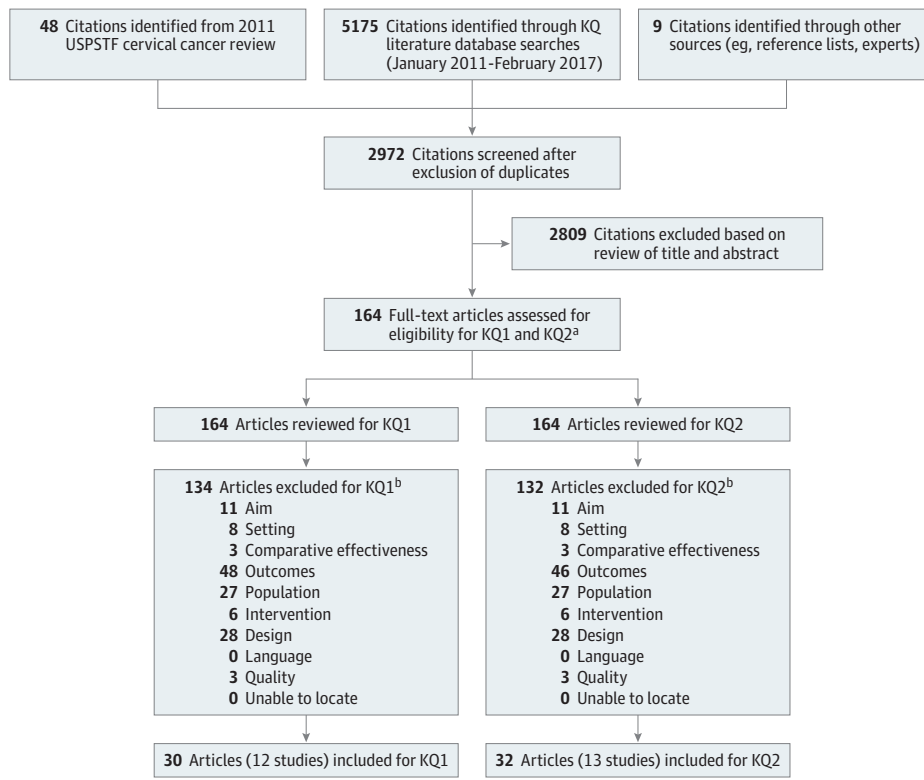 48 Citations identified from 2011
USPSTF cervical cancer review
5175 Citations identified through KQ
literature database searches
(January 2011-February 2017)
9 Citations identified through other
sources (eg, reference lists, experts)
2972 Citations screened after
exclusion of duplicates
2809 Citations excluded based on
review of title and abstract
164 Full-text articles assessed for
eligibility for KQ1 and KQ2a
164 Articles reviewed for KQ1
164 Articles reviewed for KQ2
134 Articles excluded for KQ1b
11 Aim
8 Setting
3 Comparative effectiveness
48 Outcomes
27 Population
6 Intervention
28 Design
0 Language
3 Quality
0 Unable to locate
132 Articles excluded for KQ2b
11 Aim
8 Setting
3 Comparative effectiveness
46 Outcomes
27 Population
6 Intervention
28 Design
0 Language
3 Quality
0 Unable to locate
30 Articles (12 studies) included for KQ1
32 Articles (13 studies) included for KQ2